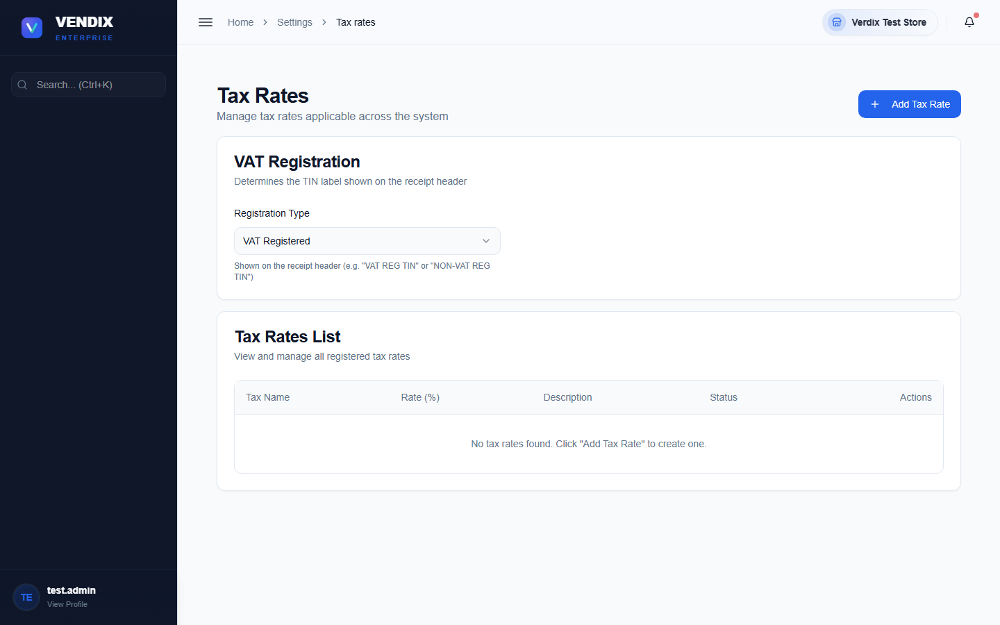 VENDIX
ENTERPRISE
Search... (Ctrl+K)
TE
test.admin
View Profile
Home > Settings > Tax rates
Verdix Test Store
Tax Rates
Manage tax rates applicable across the system
+ Add Tax Rate
VAT Registration
Determines the TIN label shown on the receipt header
Registration Type
VAT Registered
Shown on the receipt header (e.g. "VAT REG TIN" or "NON-VAT REG
TIN")
Tax Rates List
View and manage all registered tax rates
Tax Name Rate (%) Description Status Actions
No tax rates found. Click "Add Tax Rate" to create one.